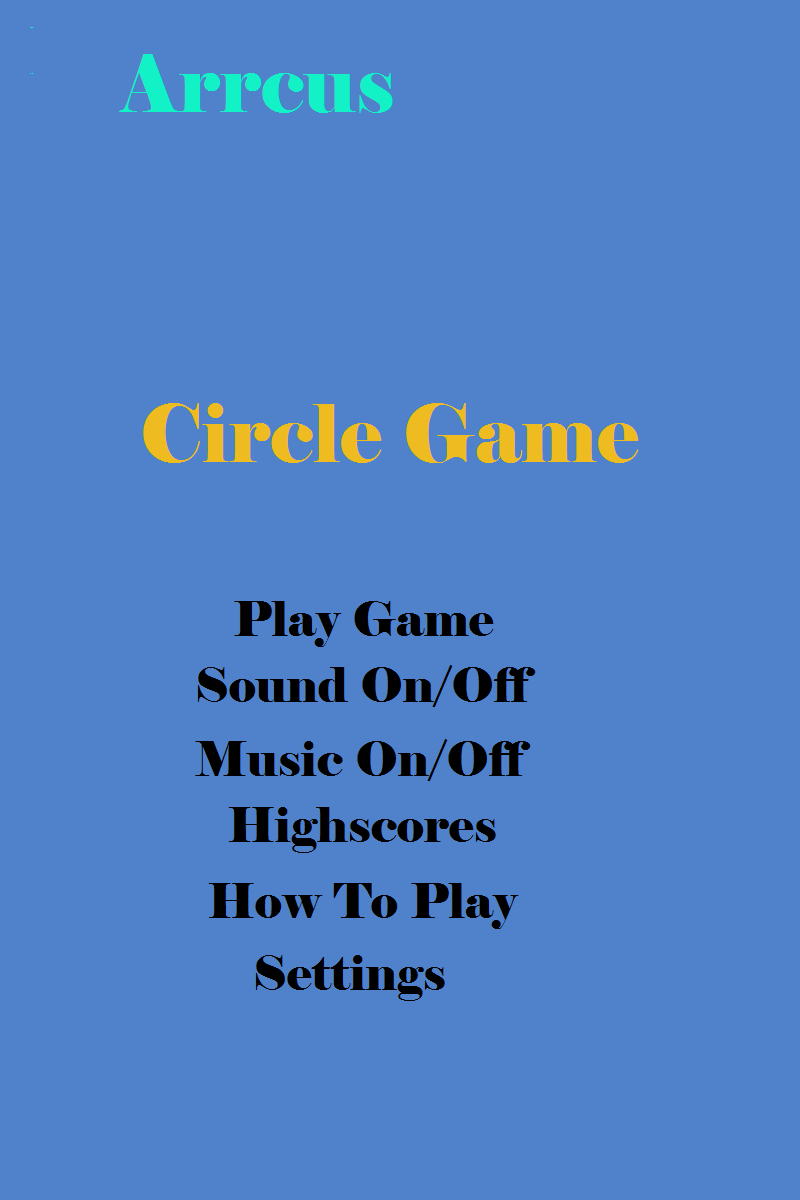 Arrcus
Circle Game
Play Game
Sound On/Off
Music On/Off
Highscores
How To Play
Settings